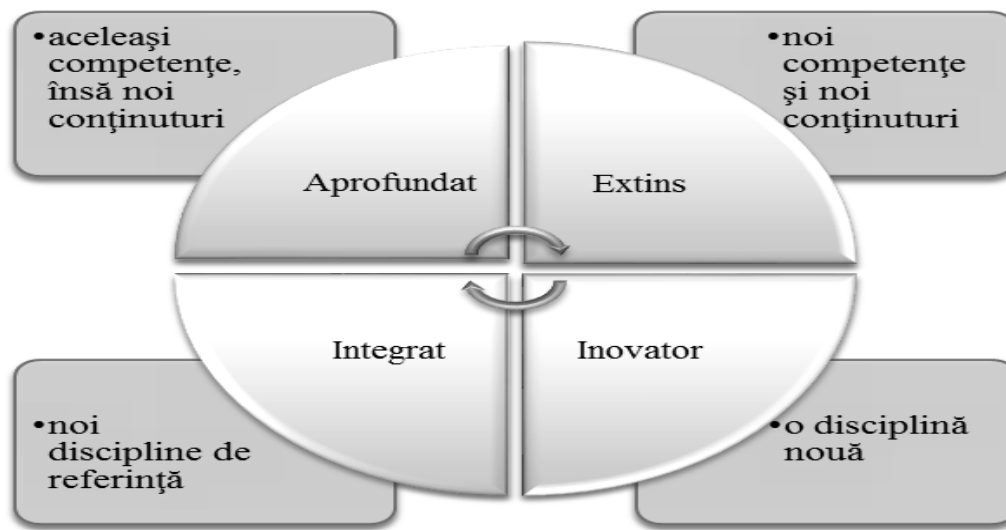 •aceleaşi
competenţe,
însă noi
conţinuturi
•noi
competenţe
şi noi
conţinuturi
Aprofundat
Extins
Integrat
Inovator
•noi
discipline de
referinţă
•o disciplină
nouă